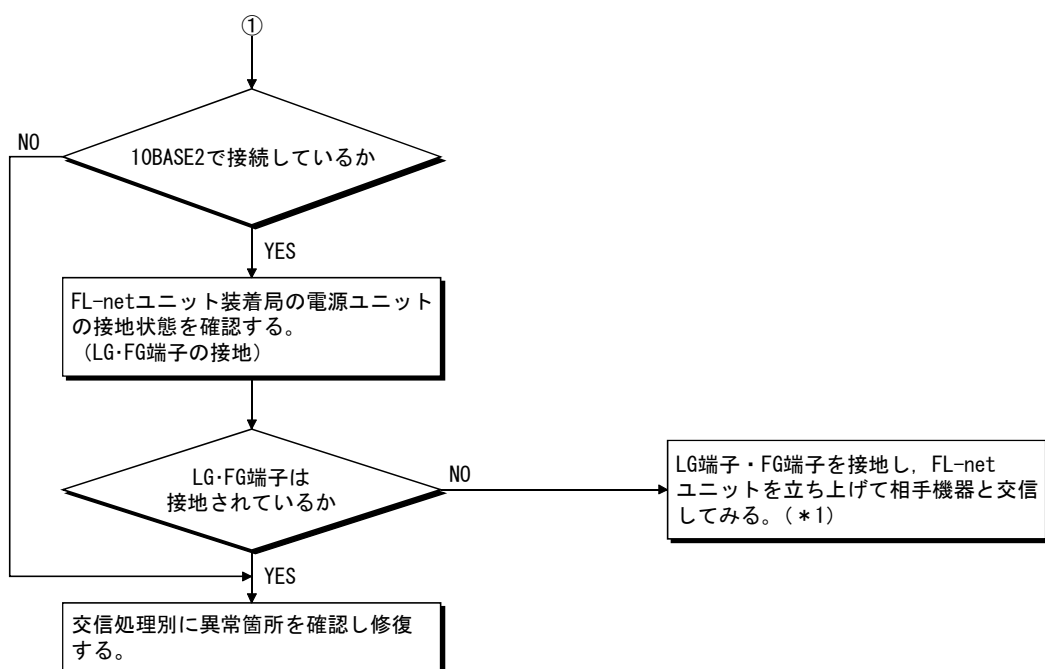 ①
10BASE2で接続しているか
NO
YES
FL-netユニット装着局の電源ユニット
の接地状態を確認する。
（LG・FG端子の接地）
LG・FG端子は
接地されているか
NO
LG端子・FG端子を接地し, FL-net
ユニットを立ち上げて相手機器と交信
してみる。(＊1)
YES
交信処理別に異常箇所を確認し修復
する。